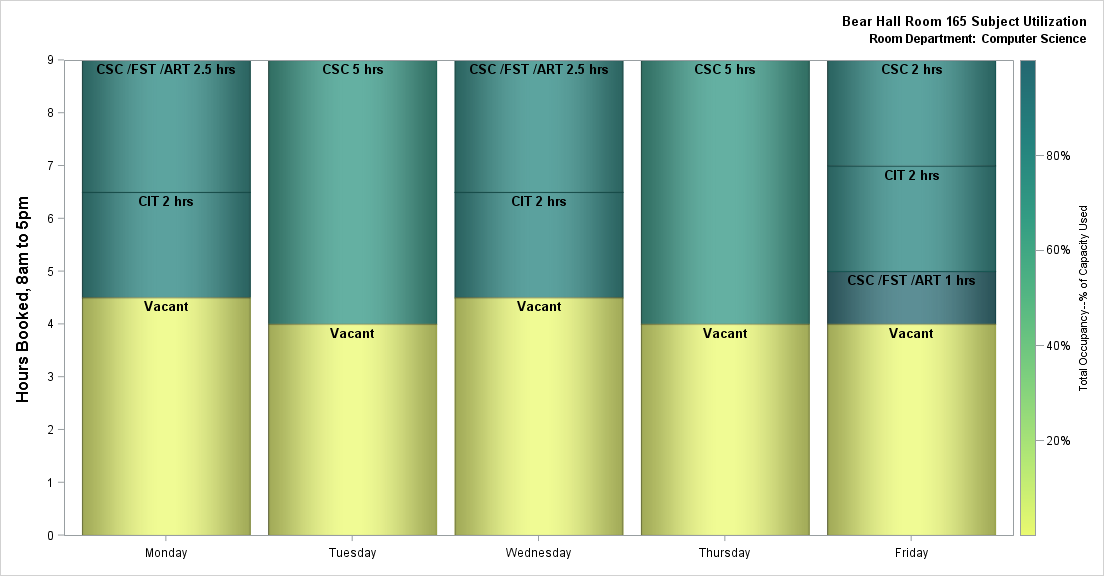 Bear Hall Room 165 Subject Utilization
Room Department: Computer Science
Hours Booked, 8am to 5pm
9
8
7
6
5
4
3
2
1
0
CSC /FST /ART 2.5 hrs
CIT 2 hrs
Vacant
CSC 5 hrs
Vacant
CSC /FST /ART 2.5 hrs
CIT 2 hrs
Vacant
CSC 5 hrs
Vacant
CSC 2 hrs
CIT 2 hrs
CSC /FST /ART 1 hrs
Vacant
Monday
Tuesday
Wednesday
Thursday
Friday
80%
60%
40%
20%
Total Occupancy--% of Capacity Used